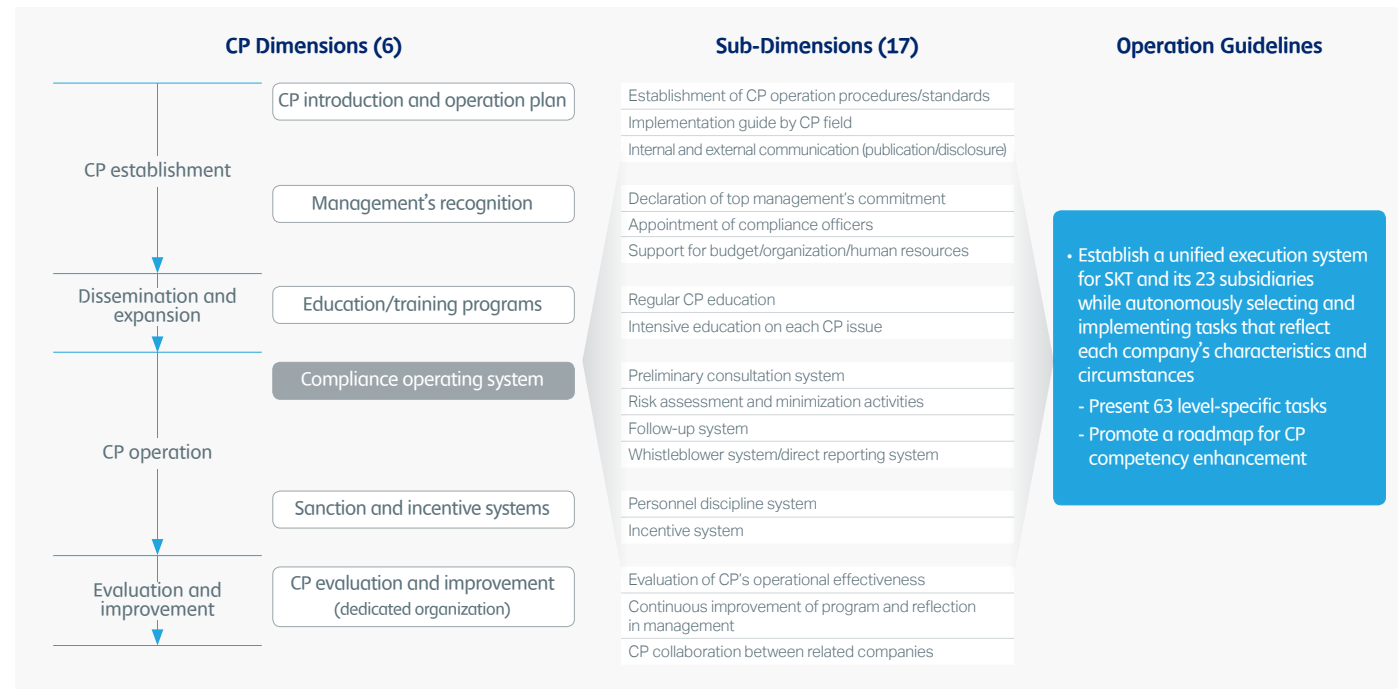 CP Dimensions (6)
Sub-Dimensions (17)
Operation Guidelines
CP establishment
CP introduction and operation plan
Establishment of CP operation procedures/standards
Implementation guide by CP field
Internal and external communication (publication/disclosure)
Management's recognition
Declaration of top management's commitment
Appointment of compliance officers
Support for budget/organization/human resources
Dissemination and
expansion
Education/training programs
Regular CP education
Intensive education on each CP issue
CP operation
Compliance operating system
Preliminary consultation system
Risk assessment and minimization activities
Follow-up system
Whistleblower system/direct reporting system
Sanction and incentive systems
Personnel discipline system
Incentive system
Evaluation and
improvement
CP evaluation and improvement
(dedicated organization)
Evaluation of CP's operational effectiveness
Continuous improvement of program and reflection
in management
CP collaboration between related companies
• Establish a unified execution system
for SKT and its 23 subsidiaries
while autonomously selecting and
implementing tasks that reflect
each company's characteristics and
circumstances
- Present 63 level-specific tasks
- Promote a roadmap for CP
competency enhancement